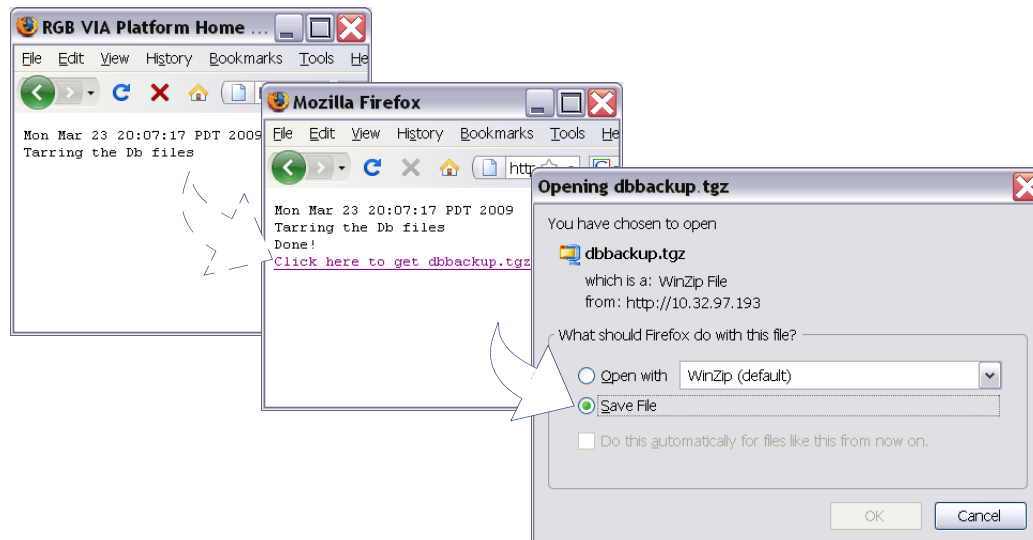 RGB VIA Platform Home ...
File Edit View History Bookmarks Tools He
Mon Mar 23 20:07:17 PDT 2009
Tarring the Db files
Mozilla Firefox
File Edit View History Bookmarks Tools He
http
Mon Mar 23 20:07:17 PDT 2009
Tarring the Db files
Done!
Click here to get dbbackup.tgz
Opening dbbackup.tgz
You have chosen to open
dbbackup.tgz
which is a: WinZip File
from: http://10.32.97.193
What should Firefox do with this file?
Open with WinZip (default)
Save File
Do this automatically for files like this from now on.
OK Cancel